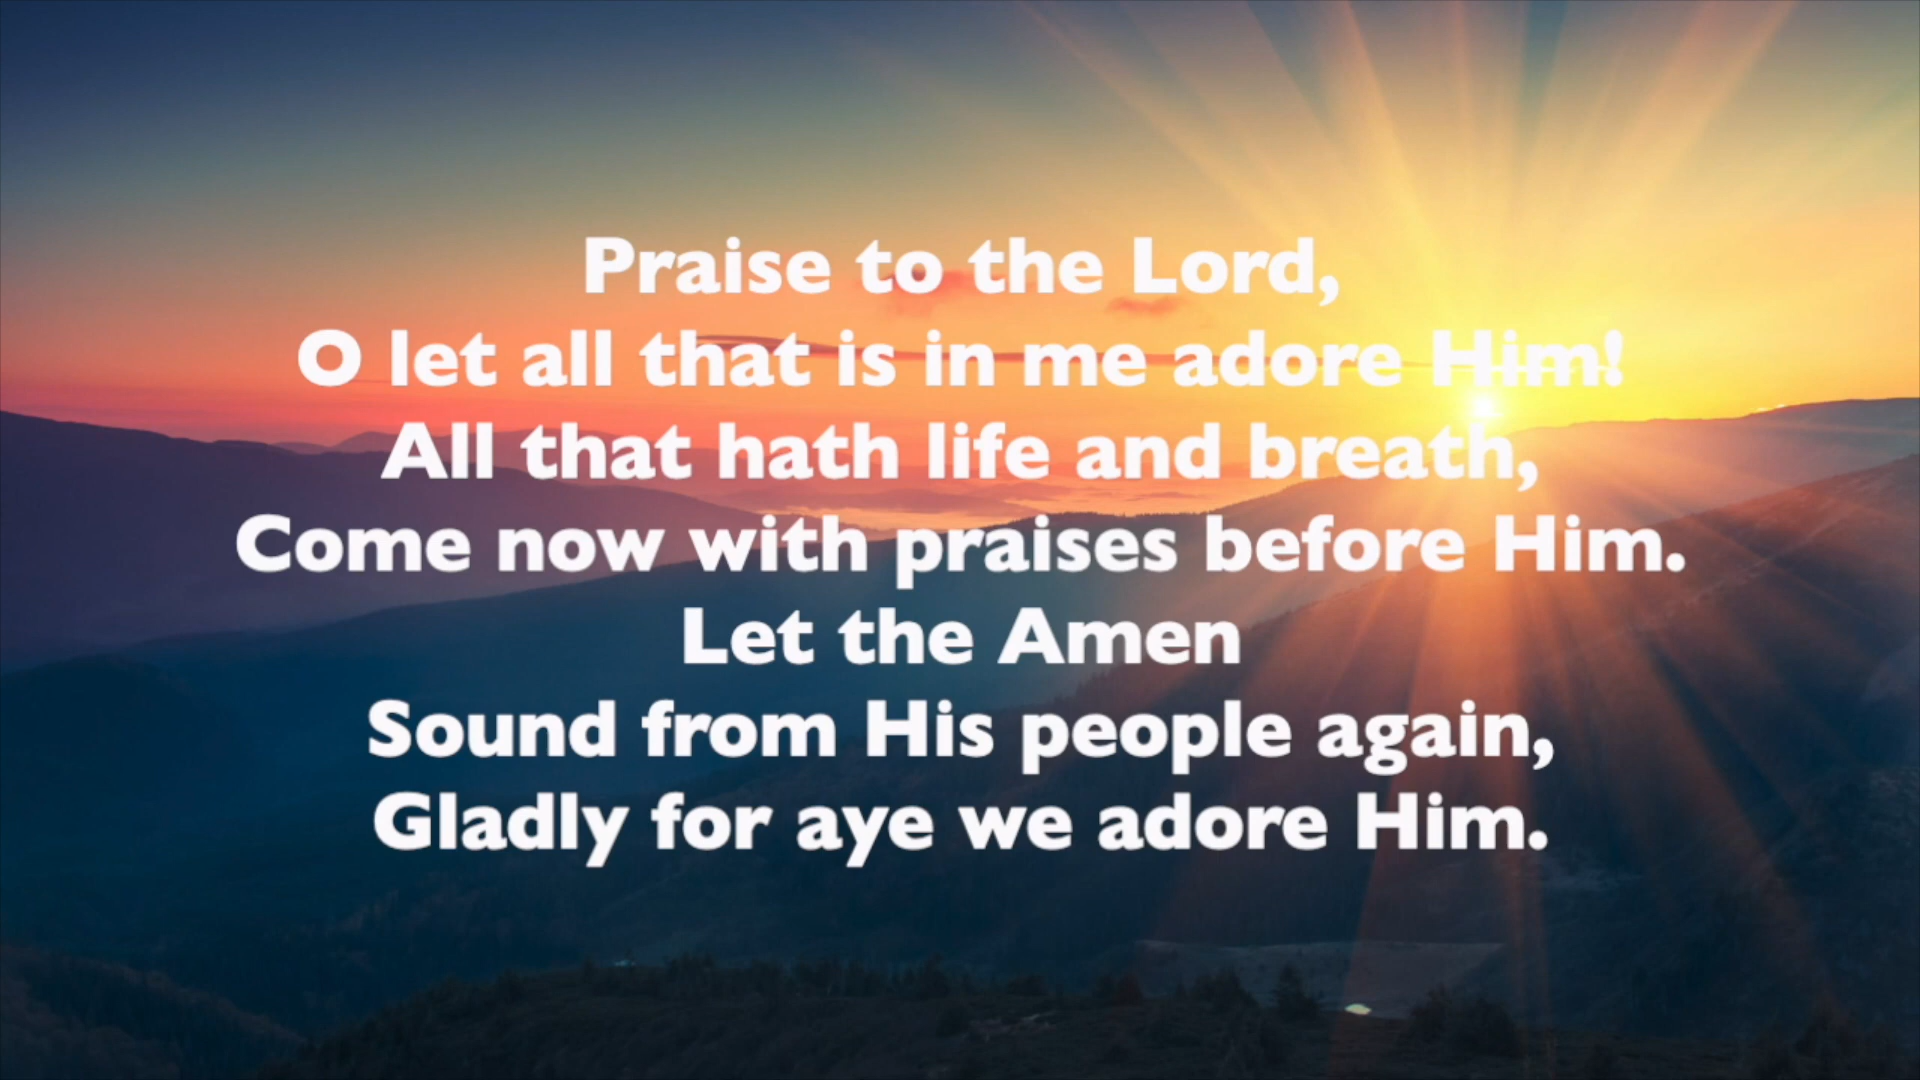 Praise to the Lord,
O let all that is in me adore Him!
All that hath life and breath,
Come now with praises before Him.
Let the Amen
Sound from His people again,
Gladly for aye we adore Him.